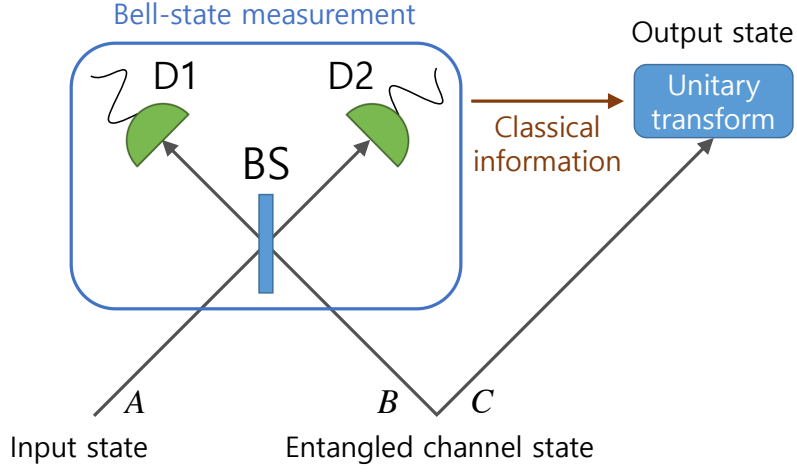 Bell-state measurement
Output state
D1
D2
Unitary
transform
Classical
information
BS
A
B
C
Input state
Entangled channel state